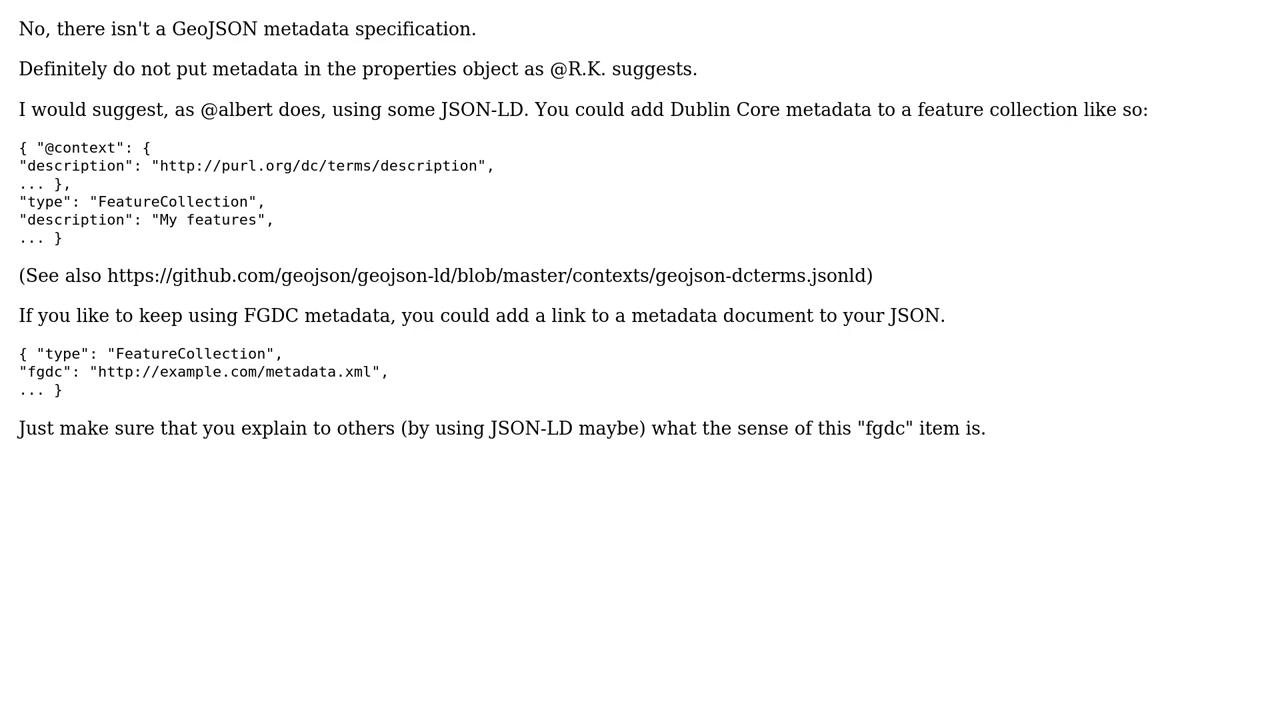 No, there isn't a GeoJSON metadata specification.
Definitely do not put metadata in the properties object as @R.K. suggests.
I would suggest, as @albert does, using some JSON-LD. You could add Dublin Core metadata to a feature collection like so:
{ "@context": {
"description": "http://purl.org/dc/terms/description",
... },
"type": "FeatureCollection",
"description": "My features",
... }
(See also https://github.com/geojson/geojson-ld/blob/master/contexts/geojson-dcterms.jsonld)
If you like to keep using FGDC metadata, you could add a link to a metadata document to your JSON.
{ "type": "FeatureCollection",
"fgdc": "http://example.com/metadata.xml",
... }
Just make sure that you explain to others (by using JSON-LD maybe) what the sense of this "fgdc" item is.